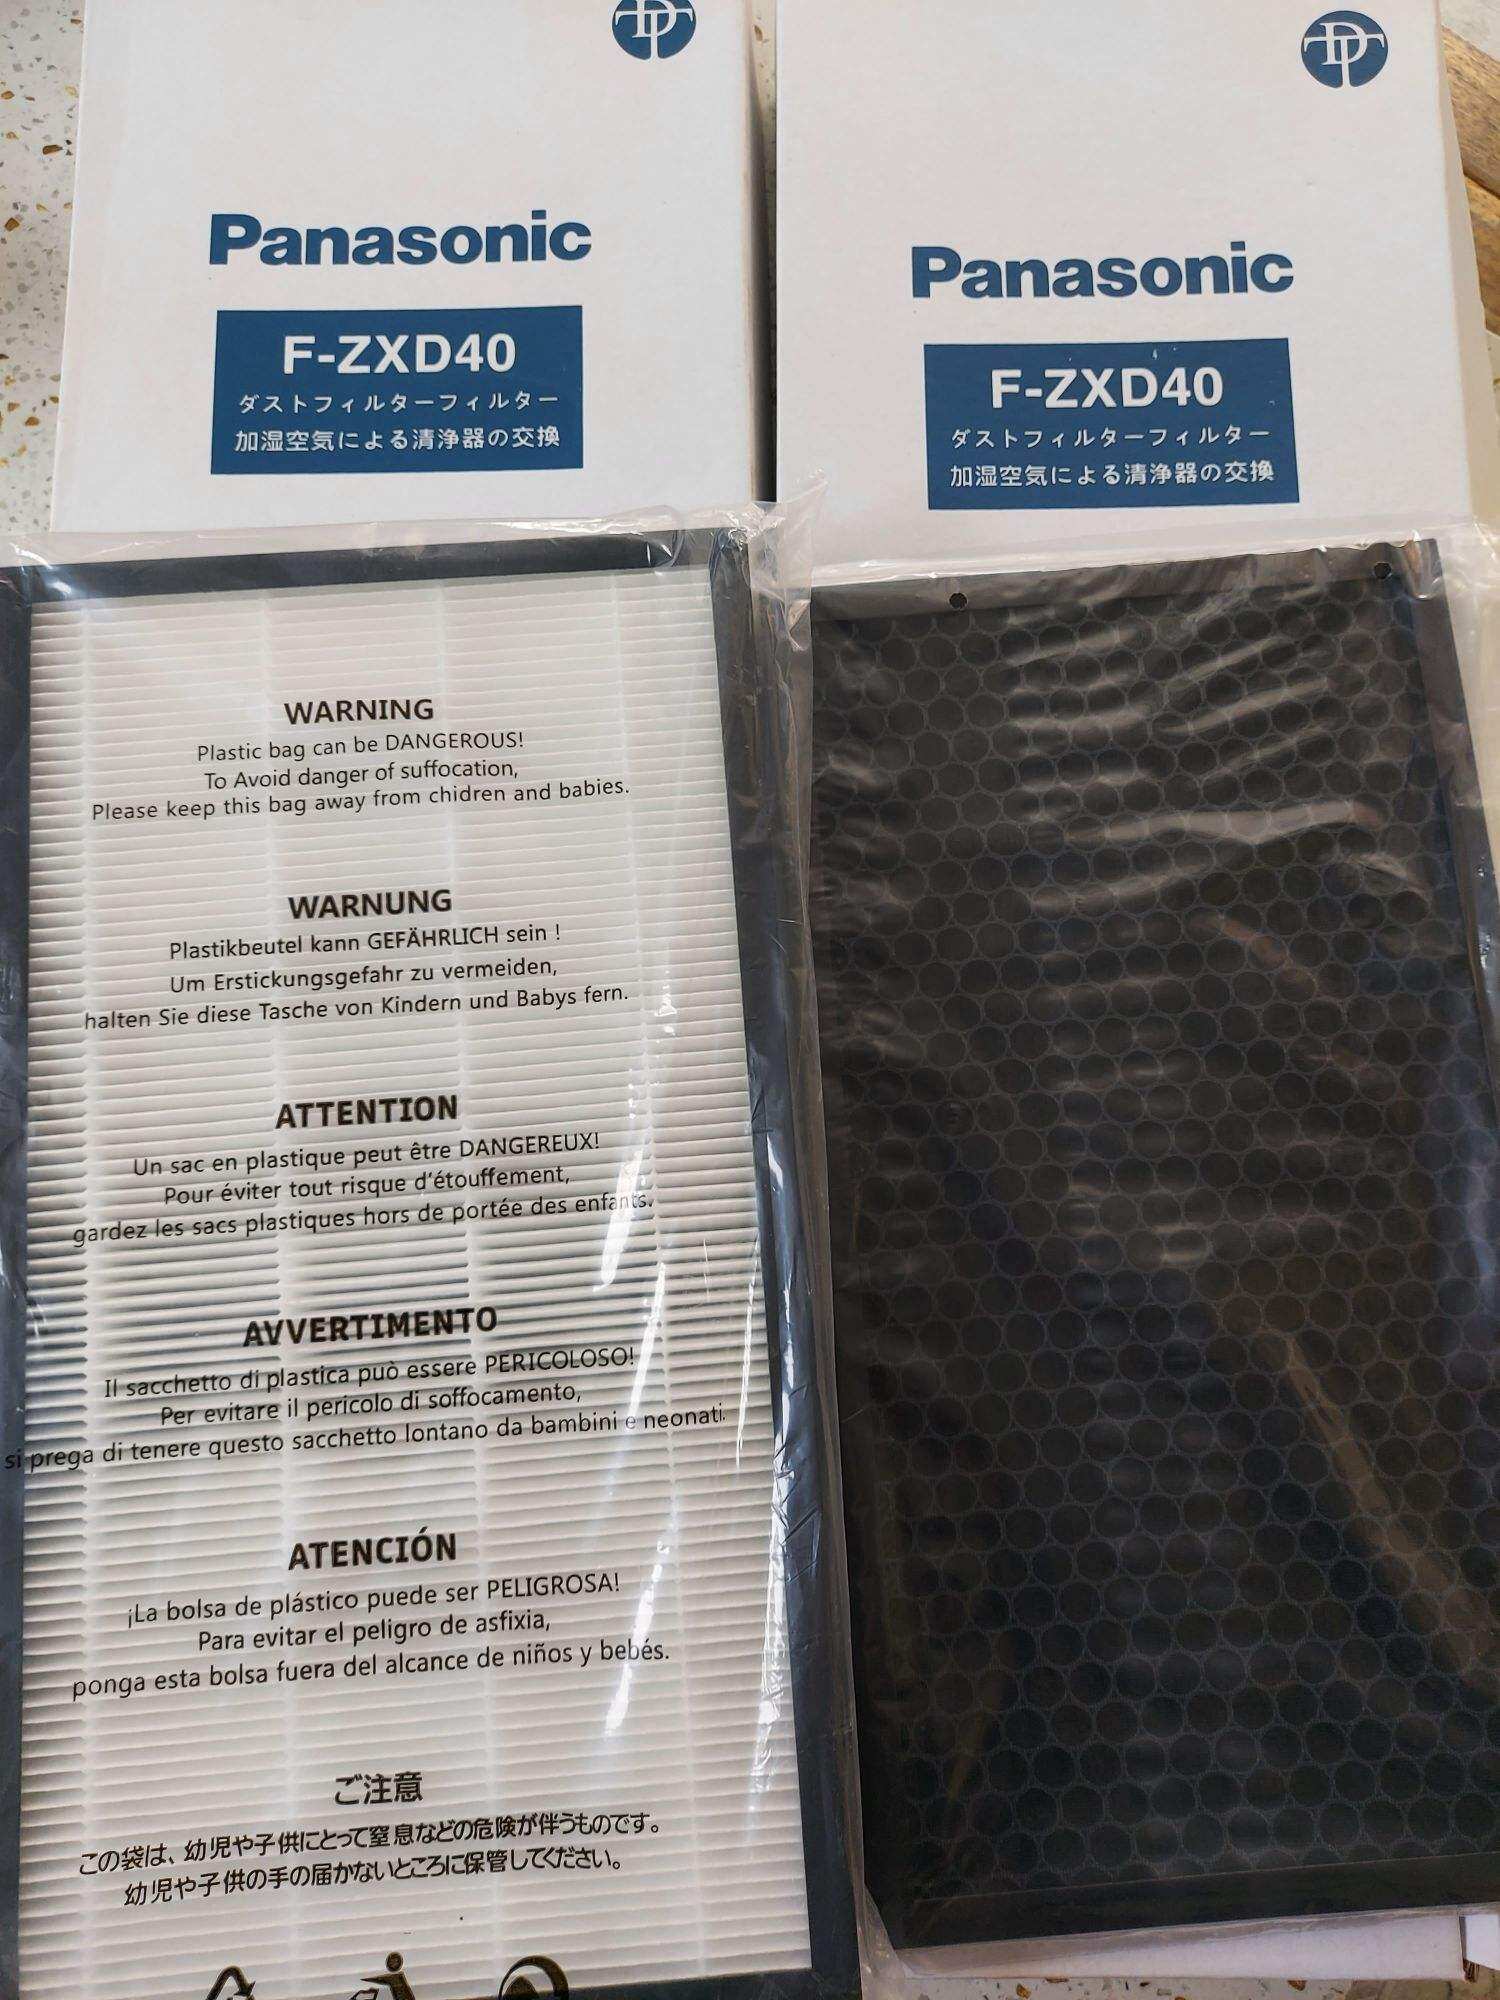 DT
Panasonic
F-ZXD40
ダストフィルターフィルター
加湿空気による清浄器の交換
DT
Panasonic
F-ZXD40
ダストフィルターフィルター
加湿空気による清浄器の交換
WARNING
Plastic bag can be DANGEROUS!
To Avoid danger of suffocation,
Please keep this bag away from chidren and babies.
WARNUNG
Plastikbeutel kann GEFÄHRLICH sein !
Um Erstickungsgefahr zu vermeiden,
halten Sie diese Tasche von Kindern und Babys fern.
ATTENTION
Un sac en plastique peut être DANGEREUX!
Pour éviter tout risque d'étouffement,
gardez les sacs plastiques hors de portée des enfants.
AVVERTIMENTO
Il sacchetto di plastica può essere PERICOLOSO!
Per evitare il pericolo di soffocamento,
si prega di tenere questo sacchetto lontano da bambini e neonati.
ATENCIÓN
¡La bolsa de plástico puede ser PELIGROSA!
Para evitar el peligro de asfixia,
ponga esta bolsa fuera del alcance de niños y bebés.
ご注意
この袋は、幼児や子供にとって窒息などの危険が伴うものです。
幼児や子供の手の届かないところに保管してください。